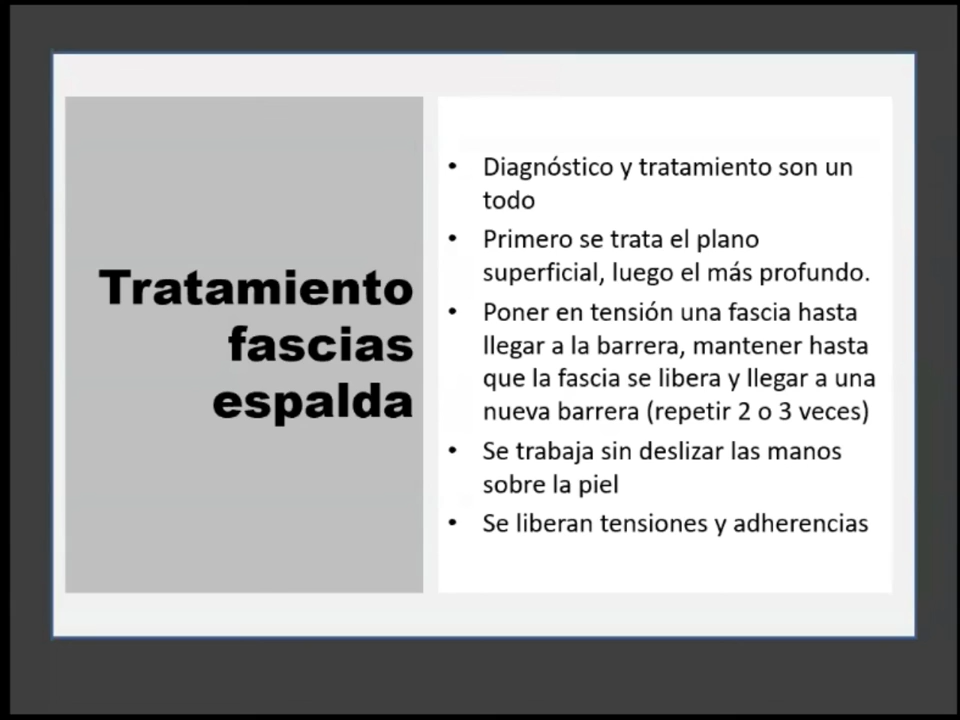 Tratamiento
fascias
espalda
• Diagnóstico y tratamiento son un
todo
• Primero se trata el plano
superficial, luego el más profundo.
• Poner en tensión una fascia hasta
llegar a la barrera, mantener hasta
que la fascia se libera y llegar a una
nueva barrera (repetir 2 o 3 veces)
• Se trabaja sin deslizar las manos
sobre la piel
• Se liberan tensiones y adherencias